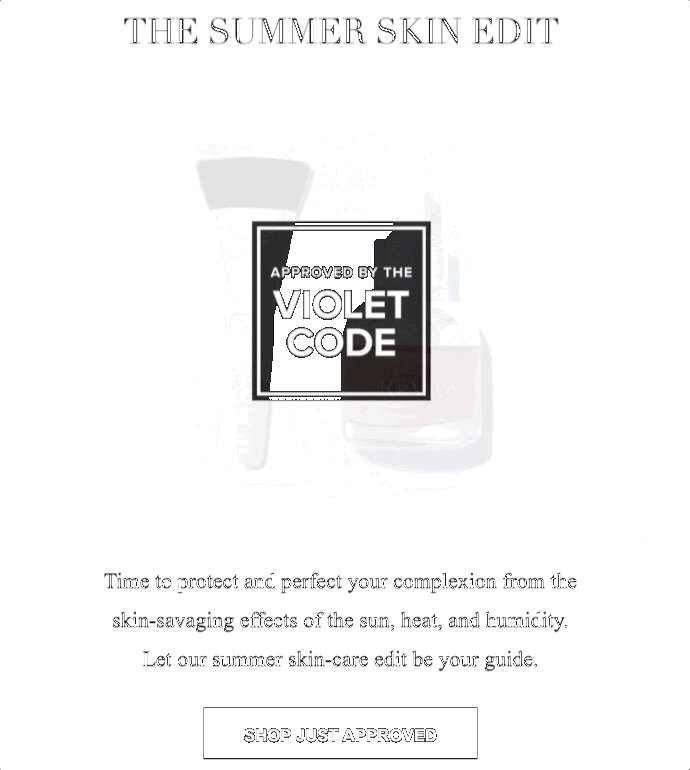 THE SUMMER SKIN EDIT
APPROVED BY THE
VIOLET
CODE
Time to protect and perfect your complexion from the
skin-savaging effects of the sun, heat, and humidity.
Let our summer skin-care edit be your guide.
SHOP JUST APPROVED